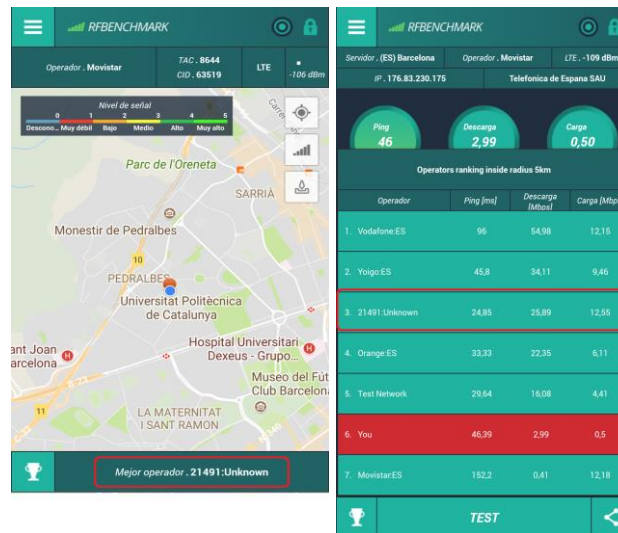 RFBENCHMARK
Operador . Movistar
TAC . 8644
CID . 63519
LTE
-106 dBm
Nivel de señal
0 1 2 3 4 5
Descono... Muy débil Bajo Medio Alto Muy alto
Parc de l'Oreneta
SARRIÀ
Monestir de Pedralbes
10
PEDRALBES
Universitat Politècnica
de Catalunya
Hospital Universitari
Dexeus - Grupo...
ant Joan
arcelona
Museo del Fút
Club Barcelon
B-23
11
LA MATERNITAT
I SANT RAMON
Mejor operador . 21491:Unknown
RFBENCHMARK
Servidor . (ES) Barcelona Operador . Movistar LTE . -109 dBm
IP . 176.83.230.175 Telefonica de Espana SAU
Ping Descarga Carga
46 2,99 0,50
Operators ranking inside radius 5km
Operador Ping [ms] Descarga [Mbps] Carga [Mbp
1. Vodafone:ES 96 54,98 12,15
2. Yoigo:ES 45,8 34,11 9,46
3. 21491:Unknown 24,85 25,89 12,55
4. Orange:ES 33,33 22,35 6,11
5. Test Network 29,64 16,08 4,41
6. You 46,39 2,99 0,5
7. Movistar:ES 152,2 0,41 12,18
TEST